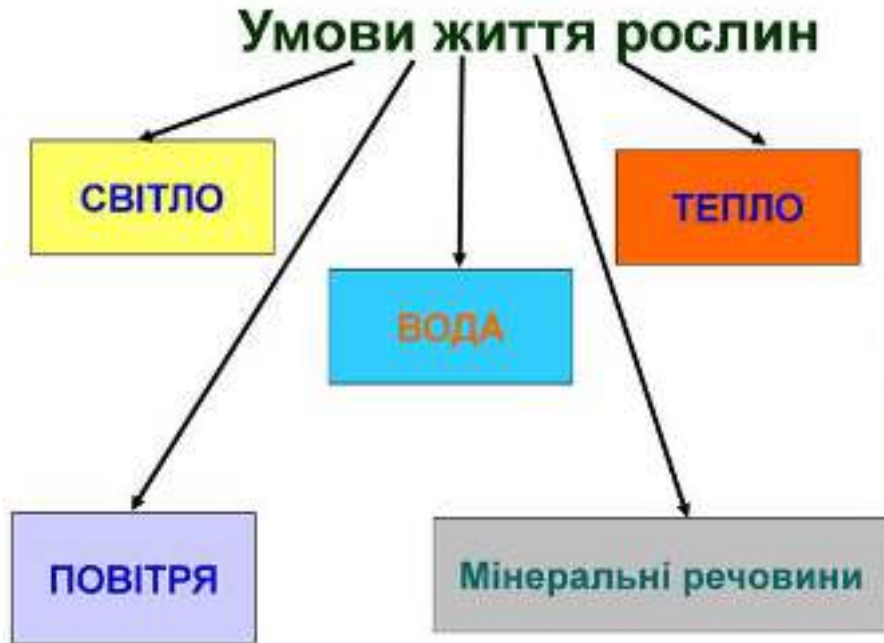 Умови життя рослин
СВІТЛО
ТЕПЛО
ВОДА
ПОВІТРЯ
Мінеральні речовини